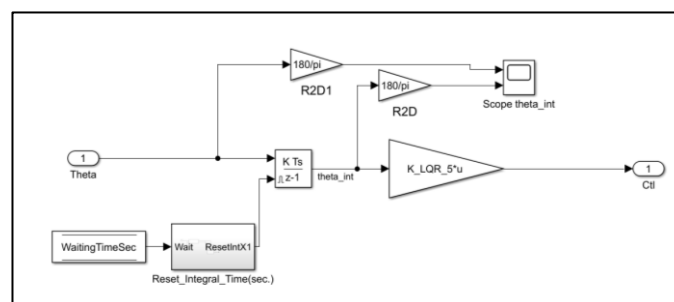 180/pi
R2D1
180/pi
R2D
Scope theta_int
1
Theta
K Ts
z-1
theta_int
K_LQR_5*u
1
Ctl
WaitingTimeSec
Wait ResetIntX1
Reset_Integral_Time(sec.)